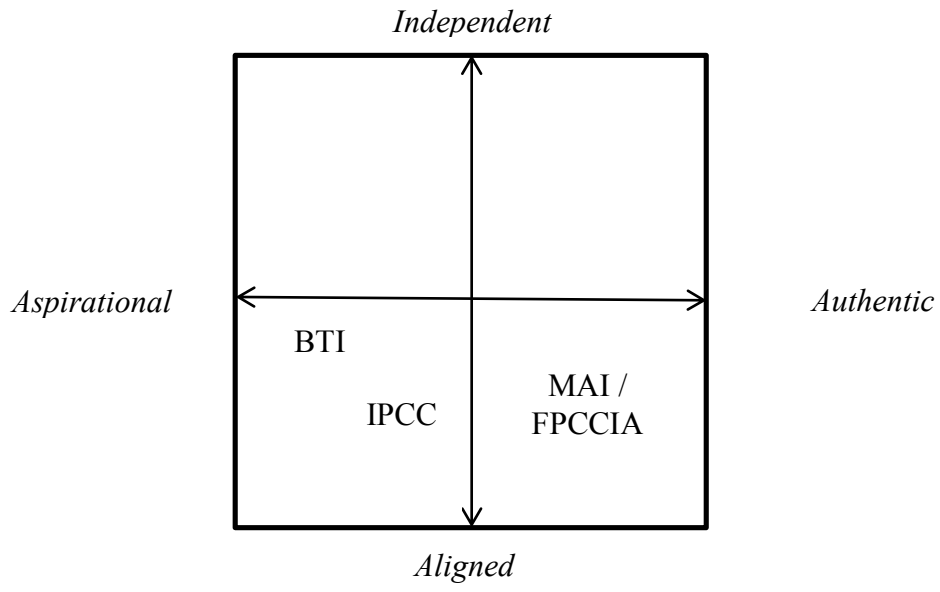 Independent
Aspirational
Authentic
BTI
IPCC
MAI /
FPCCIA
Aligned